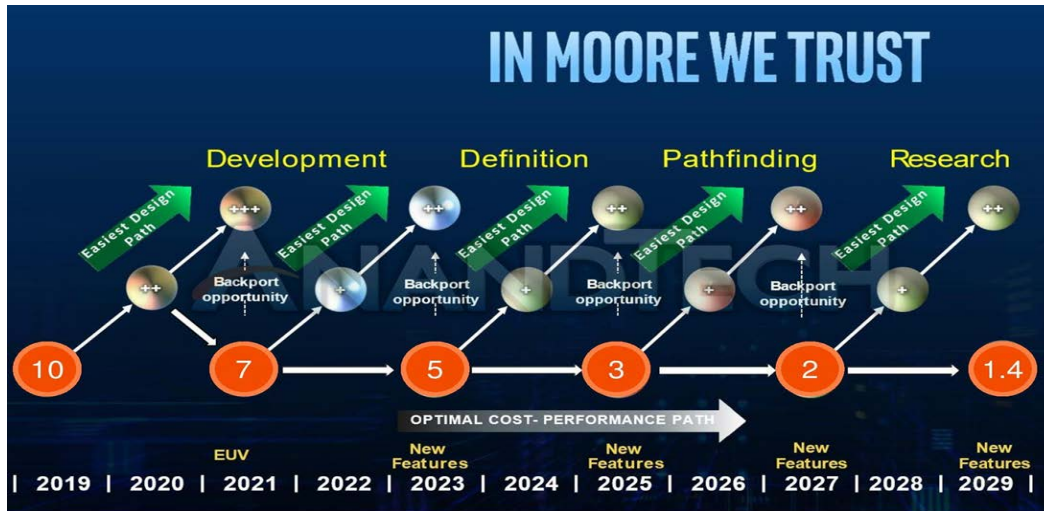 IN MOORE WE TRUST
Development Definition Pathfinding Research
Easiest Design Path
+++
Easiest Design Path
++
Easiest Design Path
++
Easiest Design Path
++
Easiest Design Path
++
ANANDTECH
++
Backport opportunity
+
Backport opportunity
+
Backport opportunity
+
Backport opportunity
+
10 7 5 3 2 1.4
OPTIMAL COST- PERFORMANCE PATH
EUV
New Features
New Features
New Features
New Features
| 2019 | 2020 | 2021 | 2022 | 2023 | 2024 | 2025 | 2026 | 2027 | 2028 | 2029 |